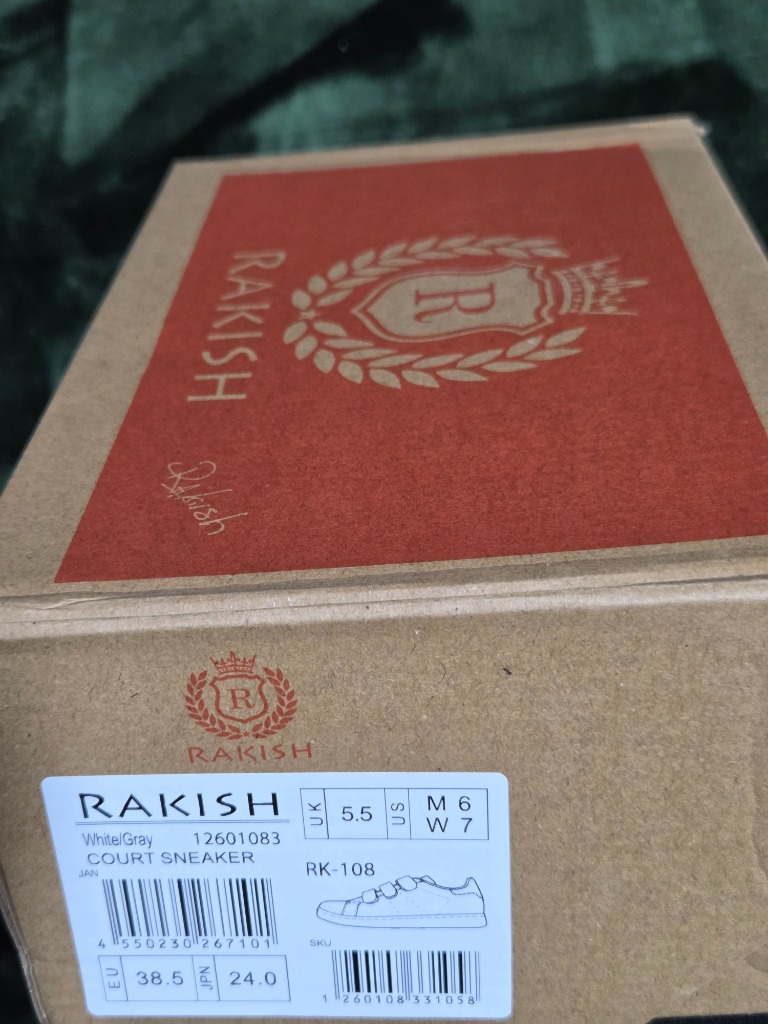 RAKISH
R
Rakish
R
RAKISH
RAKISH
UK 5.5 US M 6 W 7
White/Gray 12601083
COURT SNEAKER
JAN
RK-108
4 550230 267101
SKU
EU 38.5 JPN 24.0
1 260108 331058